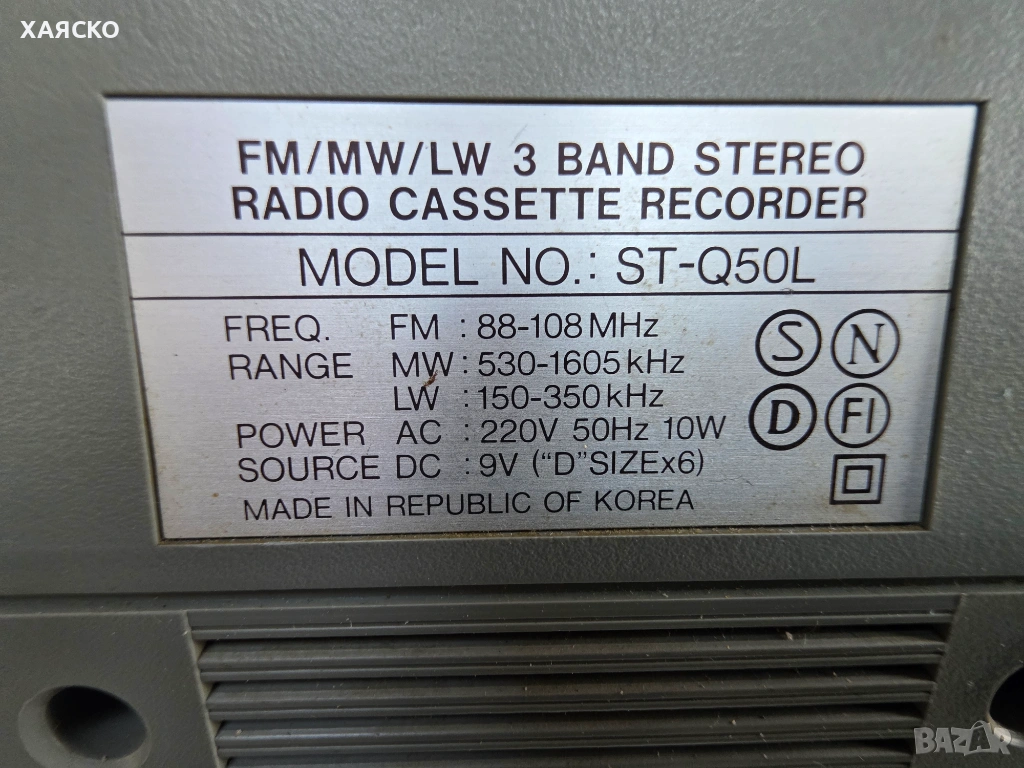 ХАЯСКО
FM/MW/LW 3 BAND STEREO
RADIO CASSETTE RECORDER
MODEL NO.: ST-Q50L
FREQ. FM : 88-108 MHz
RANGE MW : 530-1605 kHz
LW : 150-350 kHz
POWER AC : 220V 50Hz 10W
SOURCE DC : 9V ("D"SIZEx6)
MADE IN REPUBLIC OF KOREA
S N
D FI
BAZAR